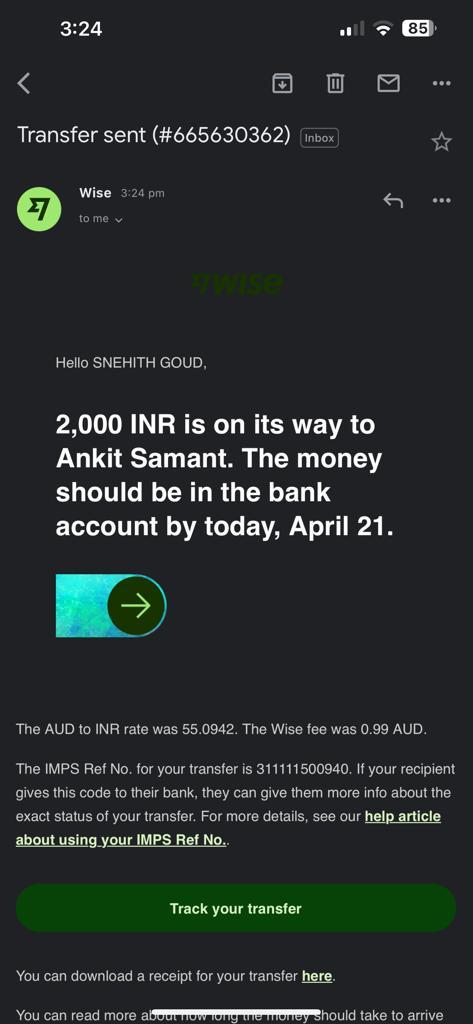 3:24
85
Transfer sent (#665630362) Inbox
Wise 3:24 pm
to me
wise
Hello SNEHITH GOUD,
2,000 INR is on its way to
Ankit Samant. The money
should be in the bank
account by today, April 21.
The AUD to INR rate was 55.0942. The Wise fee was 0.99 AUD.
The IMPS Ref No. for your transfer is 311111500940. If your recipient
gives this code to their bank, they can give them more info about the
exact status of your transfer. For more details, see our help article
about using your IMPS Ref No..
Track your transfer
You can download a receipt for your transfer here.
You can read more about how long the money should take to arrive